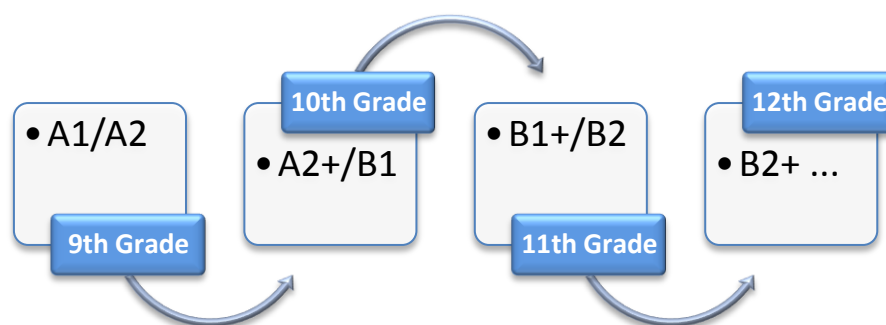 • A1/A2
9th Grade
10th Grade
• A2+/B1
• B1+/B2
11th Grade
12th Grade
• B2+ ...